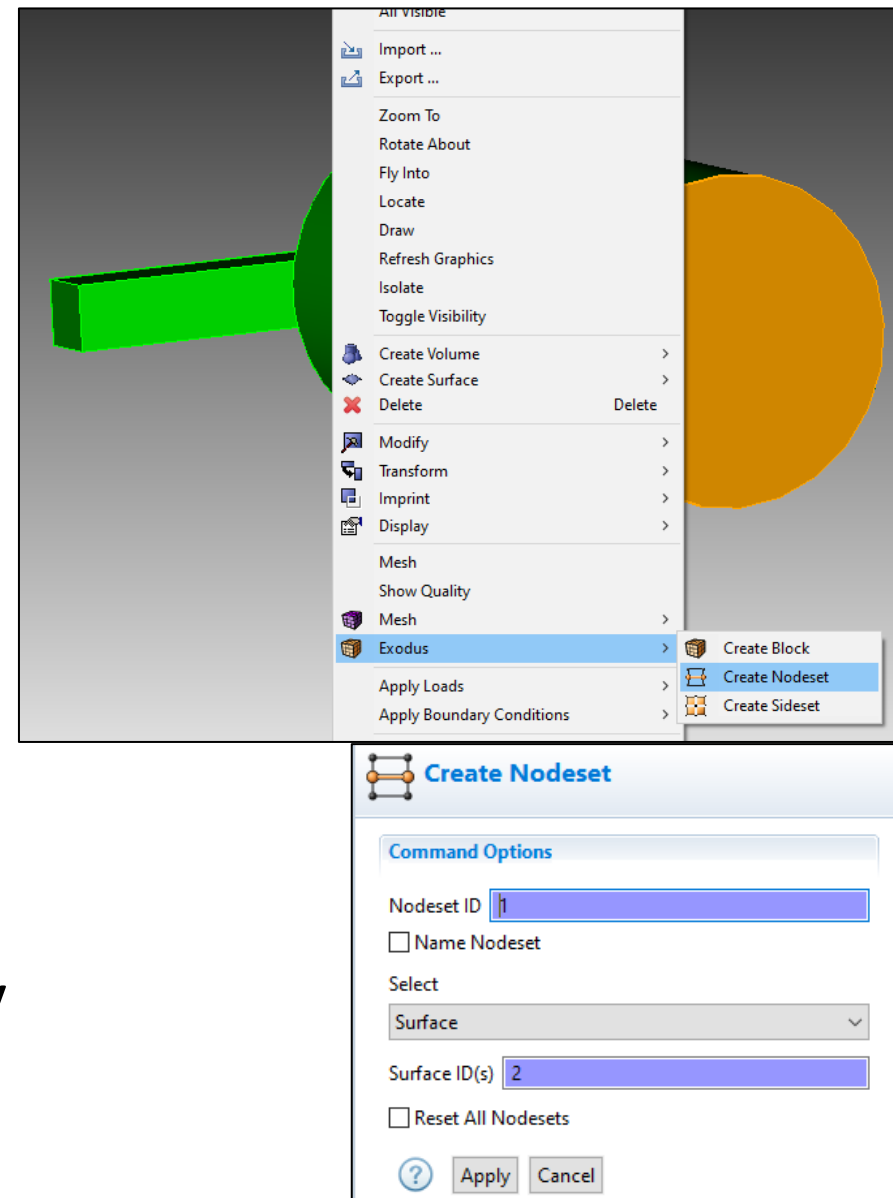 All Visible
Import ...
Export ...
Zoom To
Rotate About
Fly Into
Locate
Draw
Refresh Graphics
Isolate
Toggle Visibility
Create Volume
Create Surface
Delete Delete
Modify
Transform
Imprint
Display
Mesh
Show Quality
Mesh
Exodus
Create Block
Create Nodeset
Create Sideset
Apply Loads
Apply Boundary Conditions
Create Nodeset
Command Options
Nodeset ID 1
Name Nodeset
Select
Surface
Surface ID(s) 2
Reset All Nodesets
? Apply Cancel